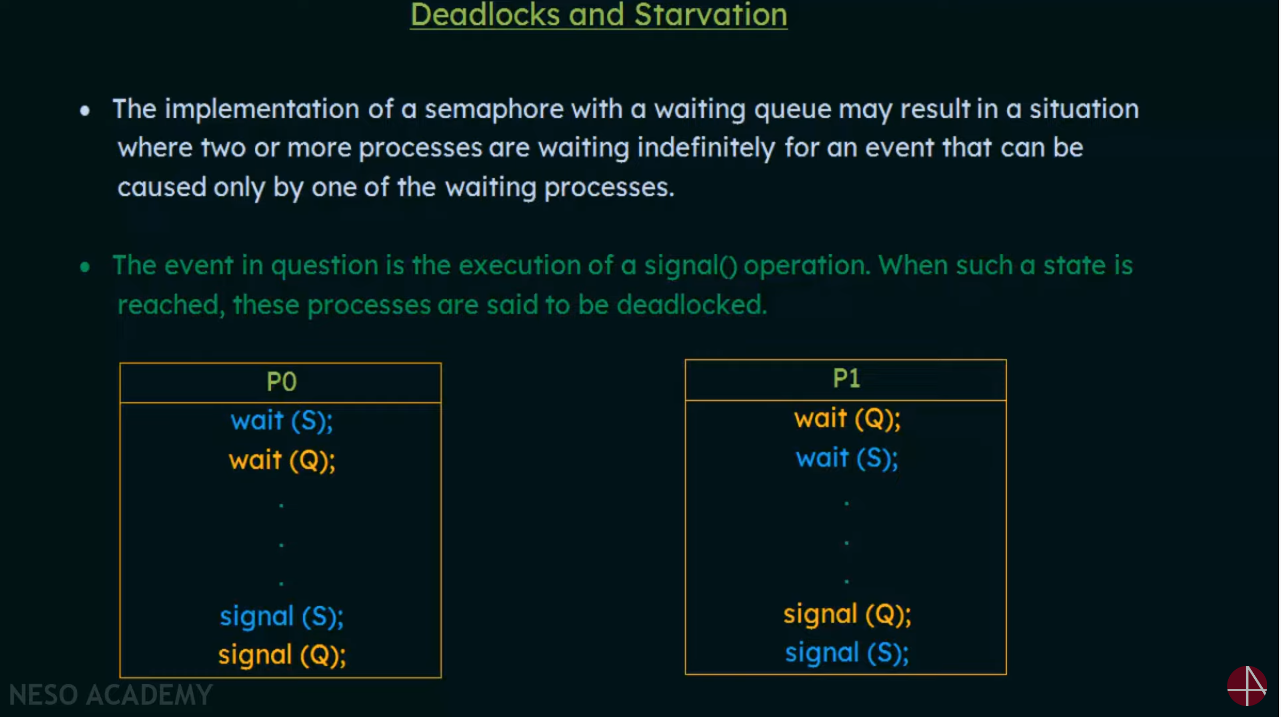 Deadlocks and Starvation
• The implementation of a semaphore with a waiting queue may result in a situation
where two or more processes are waiting indefinitely for an event that can be
caused only by one of the waiting processes.
• The event in question is the execution of a signal() operation. When such a state is
reached, these processes are said to be deadlocked.
P0
wait (S);
wait (Q);
.
.
.
signal (S);
signal (Q);
P1
wait (Q);
wait (S);
.
.
.
signal (Q);
signal (S);
NESO ACADEMY